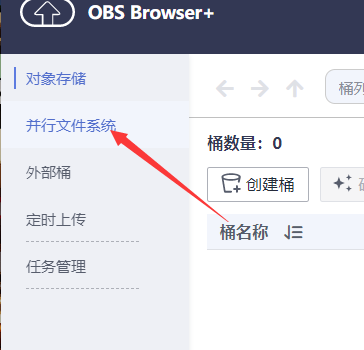 OBS Browser+
对象存储
并行文件系统
外部桶
定时上传
任务管理
桶列
桶数量：0
创建桶
桶名称